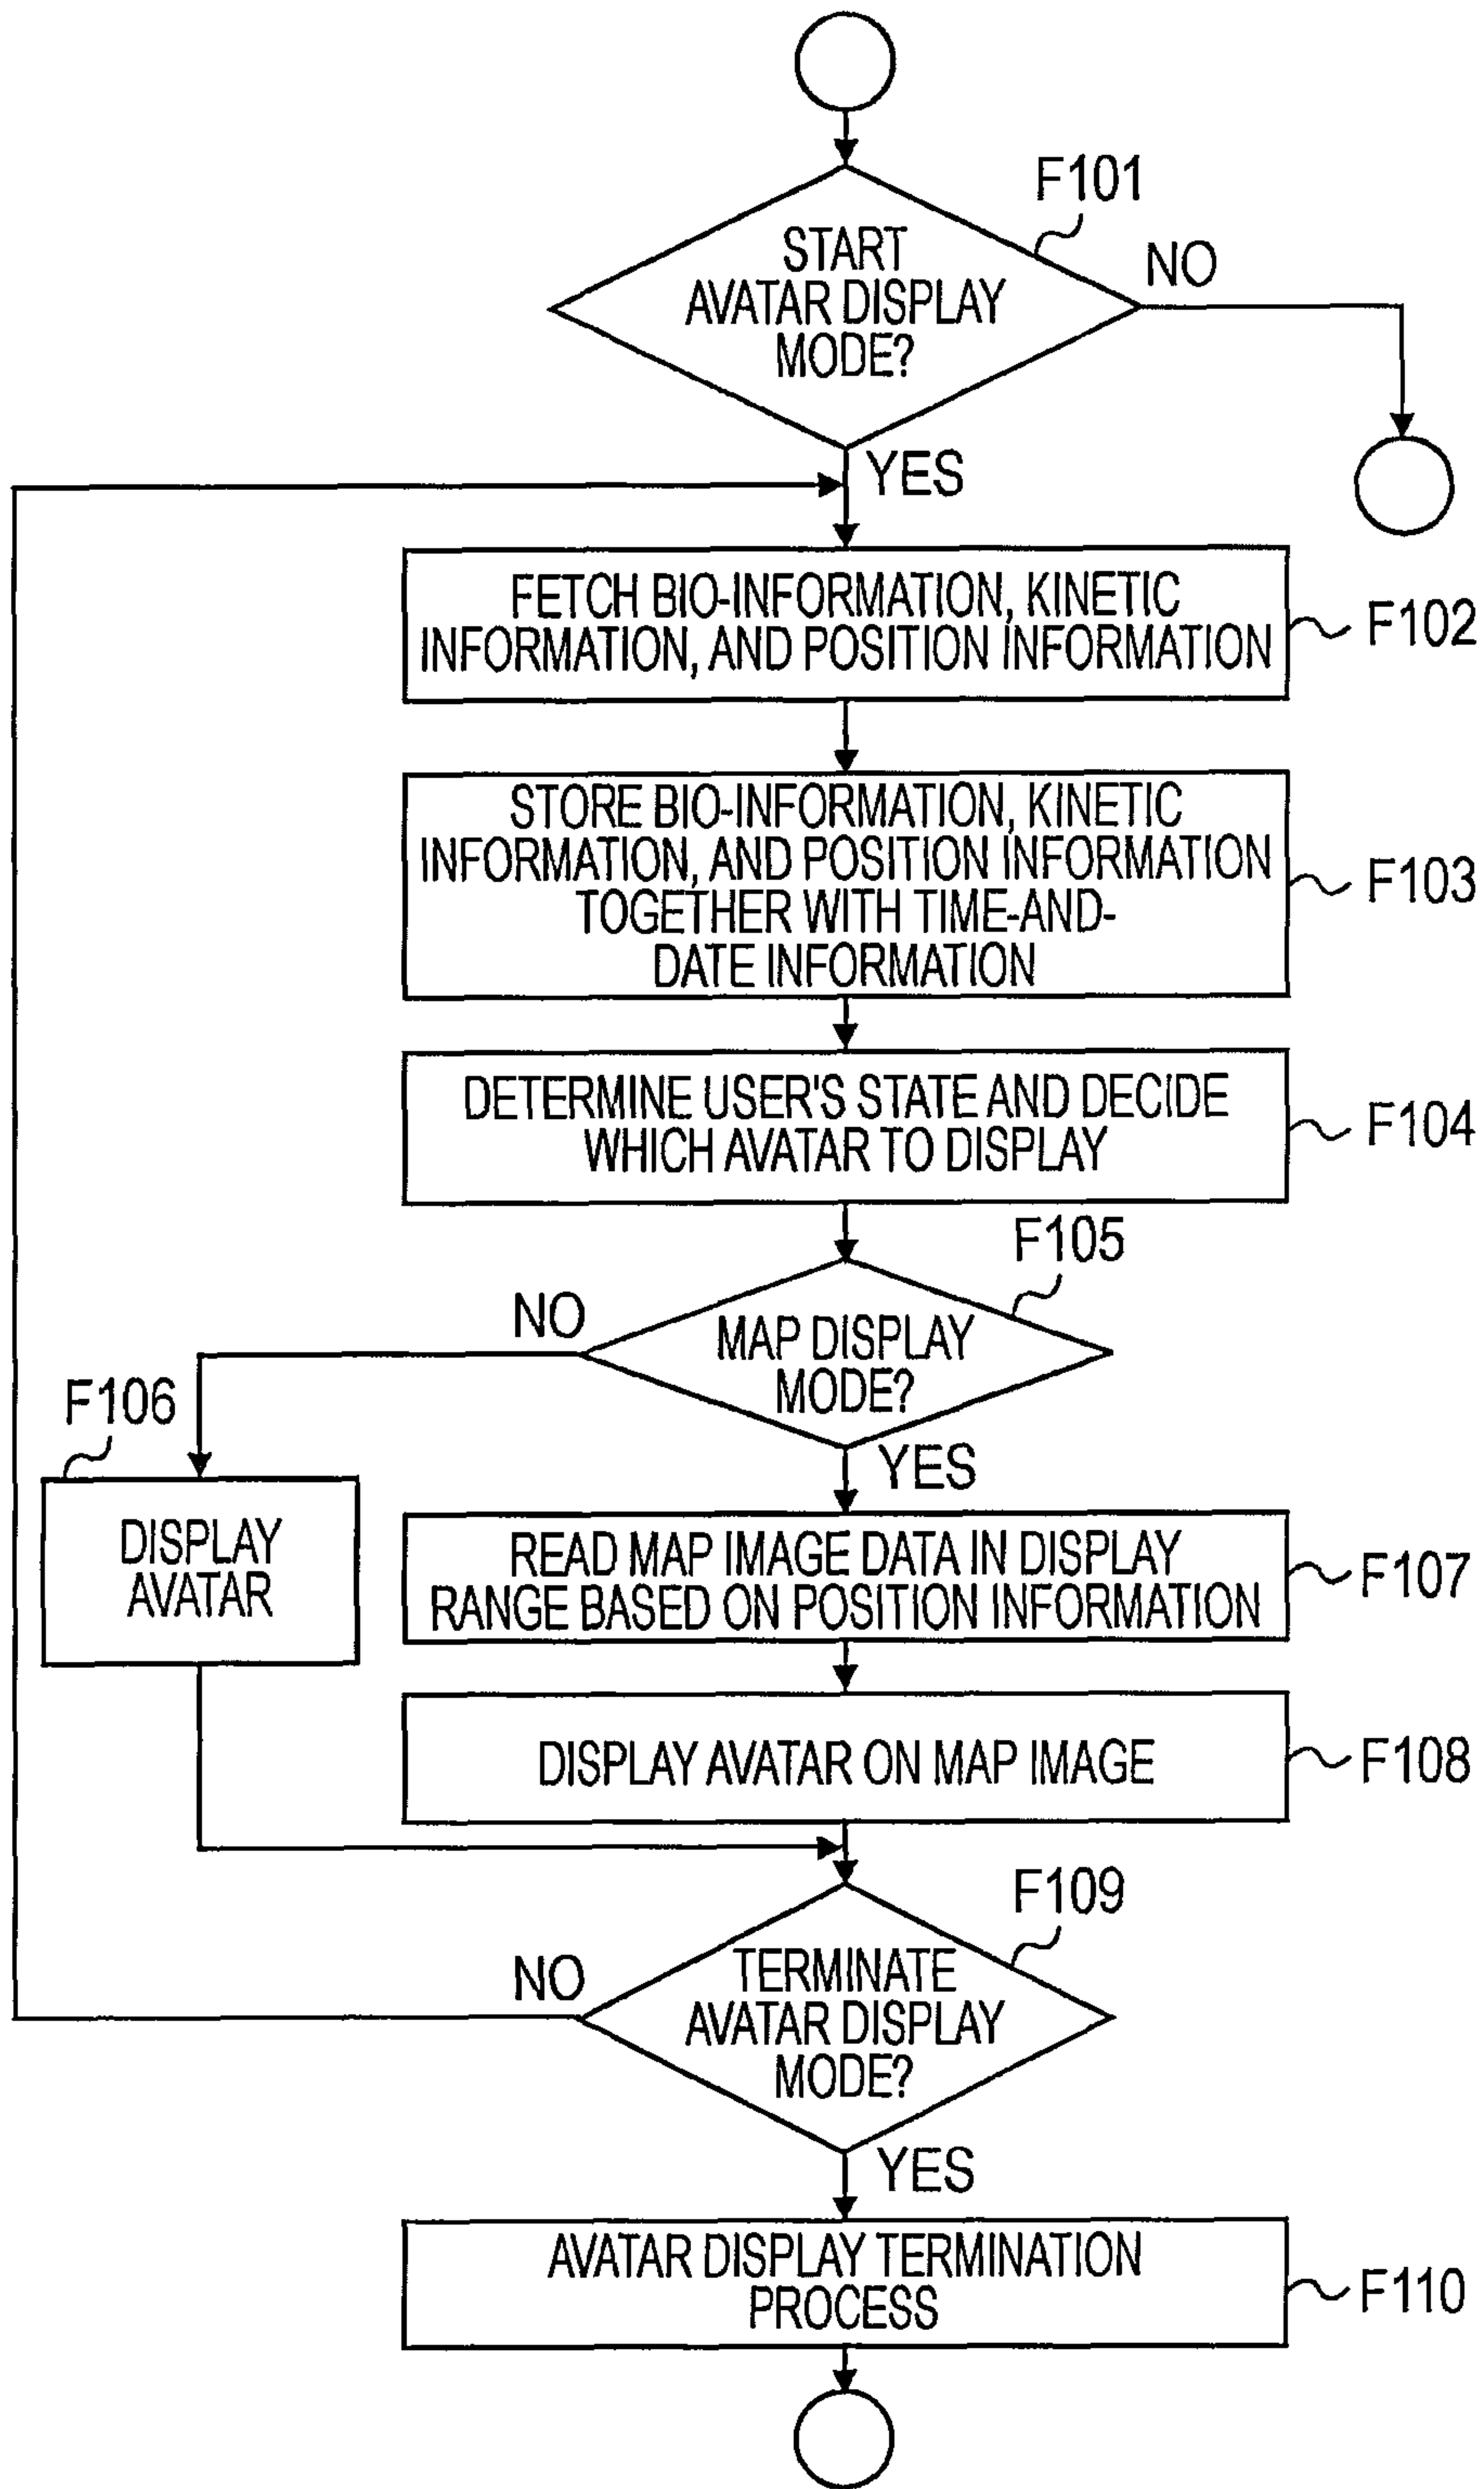 F101
START
AVATAR DISPLAY
MODE?
NO
YES
FETCH BIO-INFORMATION, KINETIC
INFORMATION, AND POSITION INFORMATION
F102
STORE BIO-INFORMATION, KINETIC
INFORMATION, AND POSITION INFORMATION
TOGETHER WITH TIME-AND-
DATE INFORMATION
F103
DETERMINE USER'S STATE AND DECIDE
WHICH AVATAR TO DISPLAY
F104
F105
MAP DISPLAY
MODE?
NO
YES
F106
DISPLAY
AVATAR
READ MAP IMAGE DATA IN DISPLAY
RANGE BASED ON POSITION INFORMATION
F107
DISPLAY AVATAR ON MAP IMAGE
F108
F109
TERMINATE
AVATAR DISPLAY
MODE?
NO
YES
AVATAR DISPLAY TERMINATION
PROCESS
F110